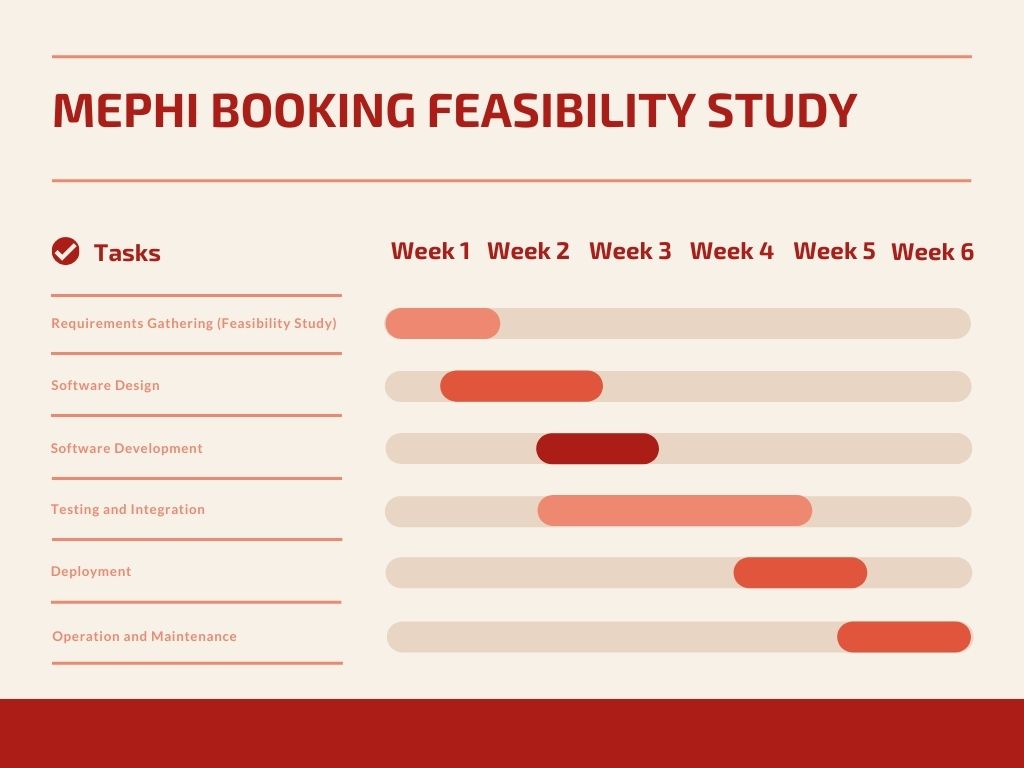 MEPHI BOOKING FEASIBILITY STUDY
Tasks
Week 1 Week 2 Week 3 Week 4 Week 5 Week 6
Requirements Gathering (Feasibility Study)
Software Design
Software Development
Testing and Integration
Deployment
Operation and Maintenance